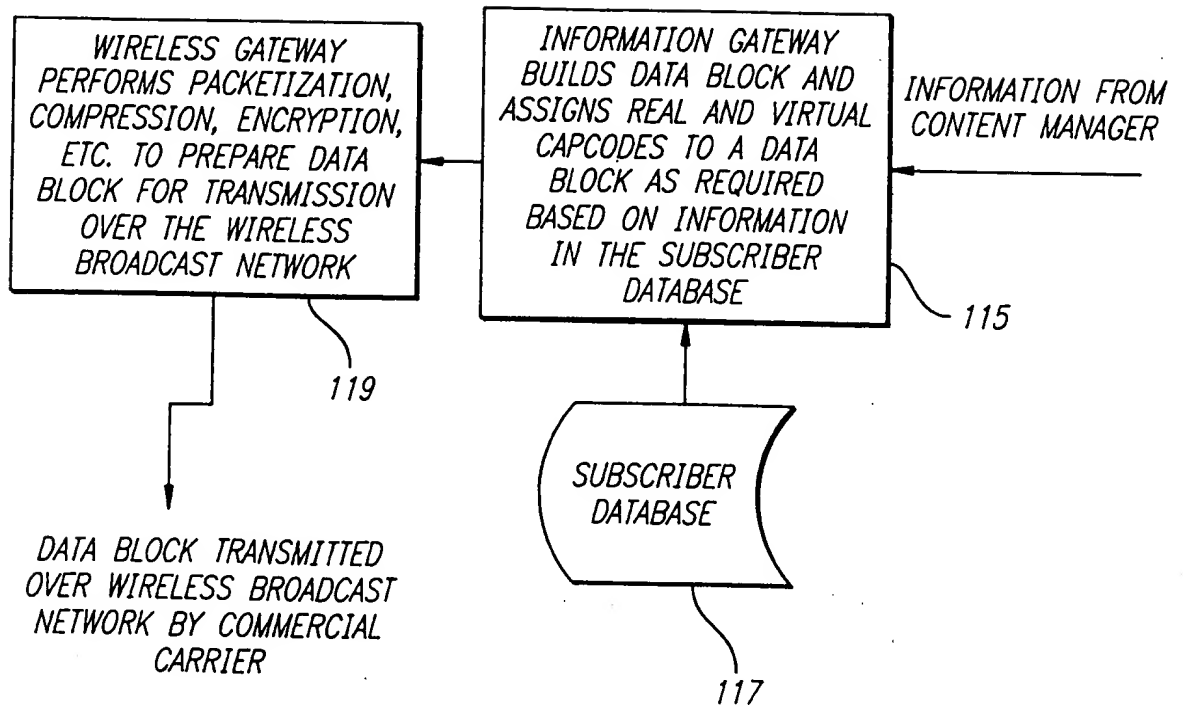 WIRELESS GATEWAY
PERFORMS PACKETIZATION,
COMPRESSION, ENCRYPTION,
ETC. TO PREPARE DATA
BLOCK FOR TRANSMISSION
OVER THE WIRELESS
BROADCAST NETWORK
119
INFORMATION GATEWAY
BUILDS DATA BLOCK AND
ASSIGNS REAL AND VIRTUAL
CAPCODES TO A DATA
BLOCK AS REQUIRED
BASED ON INFORMATION
IN THE SUBSCRIBER
DATABASE
115
INFORMATION FROM
CONTENT MANAGER
SUBSCRIBER
DATABASE
117
DATA BLOCK TRANSMITTED
OVER WIRELESS BROADCAST
NETWORK BY COMMERCIAL
CARRIER